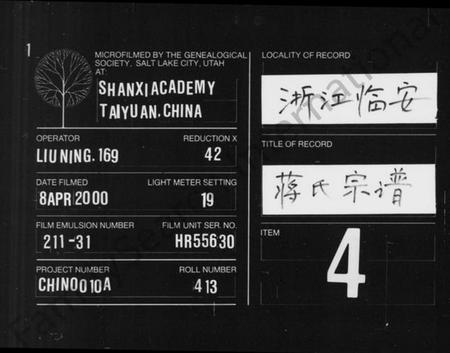 1
MICROFILMED BY THE GENEALOGICAL
SOCIETY, SALT LAKE CITY, UTAH
AT:
SHANXI ACADEMY
TAIYUAN, CHINA
OPERATOR REDUCTION X
LIU NING. 169 42
DATE FILMED LIGHT METER SETTING
8 APR 2000 19
FILM EMULSION NUMBER FILM UNIT SER. NO.
211-31 HR55630
PROJECT NUMBER ROLL NUMBER
CHIN0010A 413
LOCALITY OF RECORD
浙江临安
TITLE OF RECORD
蒋氏宗谱
ITEM
4